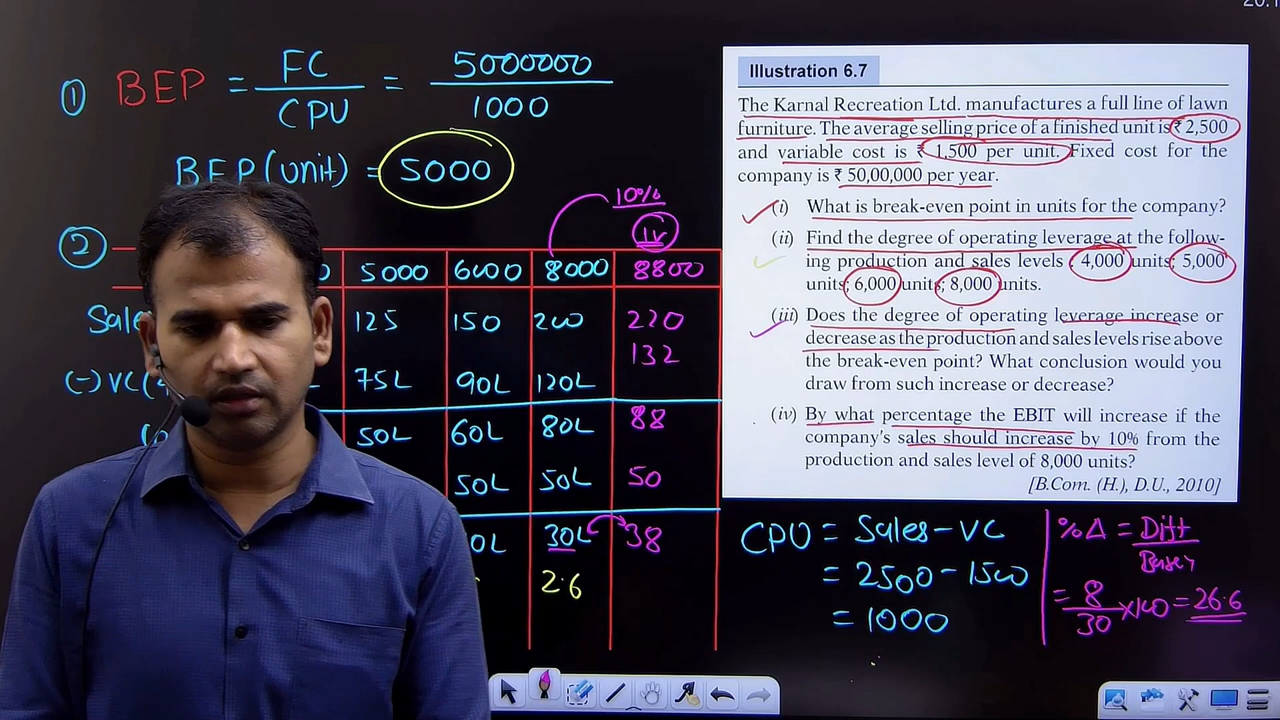 ① BEP = FC / CPU = 5000000 / 1000
BEP (unit) = 5000
10%
iv
②
5000 6000 8000 8800
Sale 125 150 200 220
132
(-) VC ( 75L 90L 120L
50L 60L 80L 88
50L 50L 50
0L 30L 38
2.6
Illustration 6.7
The Karnal Recreation Ltd. manufactures a full line of lawn
furniture. The average selling price of a finished unit is ₹ 2,500
and variable cost is ₹ 1,500 per unit. Fixed cost for the
company is ₹ 50,00,000 per year.
(i) What is break-even point in units for the company?
(ii) Find the degree of operating leverage at the follow-
ing production and sales levels : 4,000 units; 5,000
units; 6,000 units; 8,000 units.
(iii) Does the degree of operating leverage increase or
decrease as the production and sales levels rise above
the break-even point? What conclusion would you
draw from such increase or decrease?
(iv) By what percentage the EBIT will increase if the
company's sales should increase by 10% from the
production and sales level of 8,000 units?
[B.Com. (H.), D.U., 2010]
CPU = Sales - VC
= 2500 - 1500
= 1000
%Δ = Diff / Base
= 8 / 30 x100 = 26.6